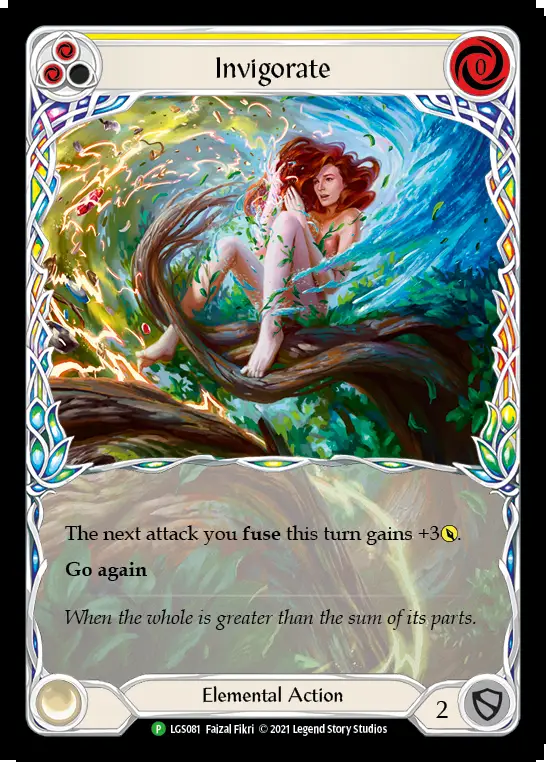 Invigorate
0
The next attack you fuse this turn gains +3.
Go again
When the whole is greater than the sum of its parts.
Elemental Action
2
P LGS081 Faizal Fikri © 2021 Legend Story Studios